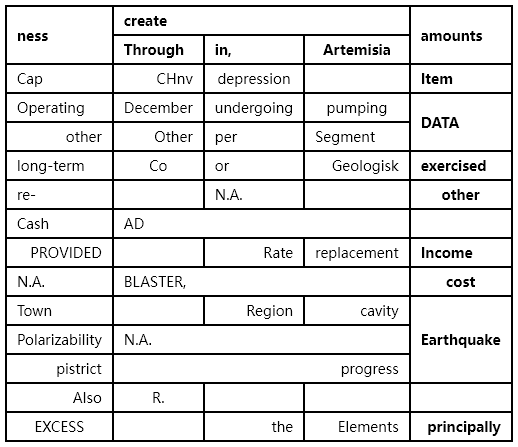 ness create amounts
Through in, Artemisia
Cap CHnv depression Item
Operating December undergoing pumping DATA
other Other per Segment
long-term Co or Geologisk exercised
re- N.A. other
Cash AD
PROVIDED Rate replacement Income
N.A. BLASTER, cost
Town Region cavity Earthquake
Polarizability N.A.
pistrict progress
Also R.
EXCESS the Elements principally